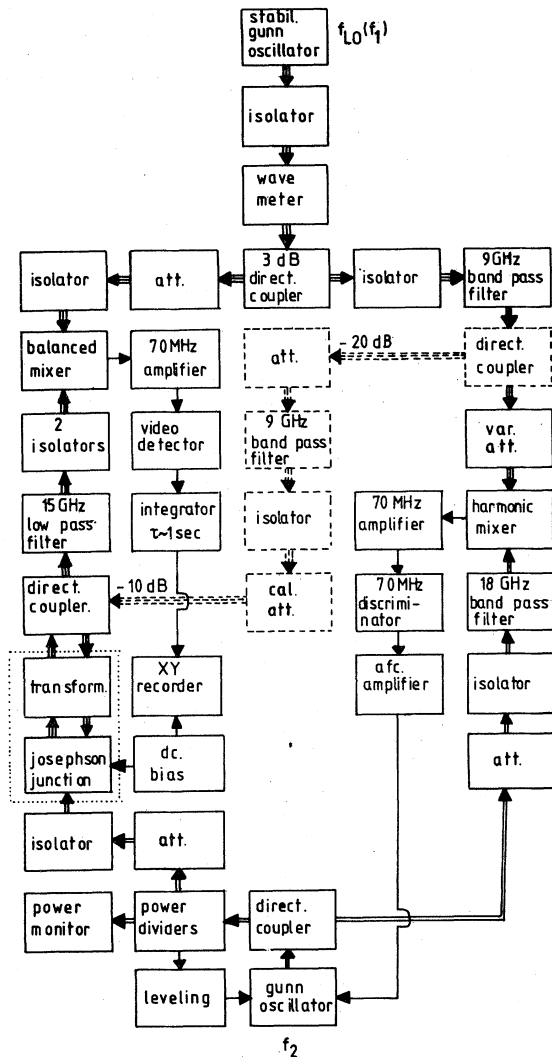 stabil.
gunn
oscillator
f_LO(f_1)
isolator
wave
meter
isolator
att.
3 dB
direct.
coupler
isolator
9GHz
band pass
filter
balanced
mixer
70MHz
amplifier
att.
- 20 dB
direct.
coupler
2
isolators
video
detector
9 GHz
band pass
filter
var.
att.
15GHz
low pass
filter
integrator
τ~1sec
isolator
70 MHz
amplifier
harmonic
mixer
direct.
coupler.
- 10 dB
cal.
att.
70MHz
discrimi-
nator
18 GHz
band pass
filter
transform.
XY
recorder
afc.
amplifier
isolator
josephson
junction
dc.
bias
att.
isolator
att.
power
monitor
power
dividers
direct.
coupler
leveling
gunn
oscillator
f_2